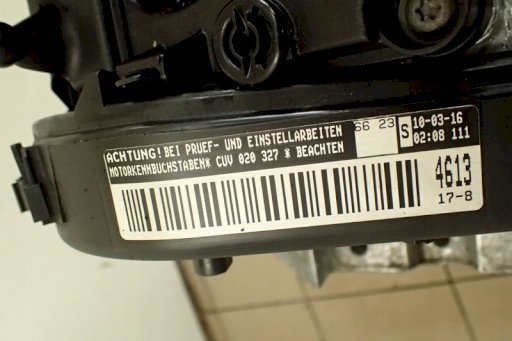 ACHTUNG! BEI PRUEF- UND EINSTELLARBEITEN
MOTORKENNBUCHSTABEN* CUV 020 327 * BEACHTEN
66 23
S
10-03-16
02:08 111
4613
17-8